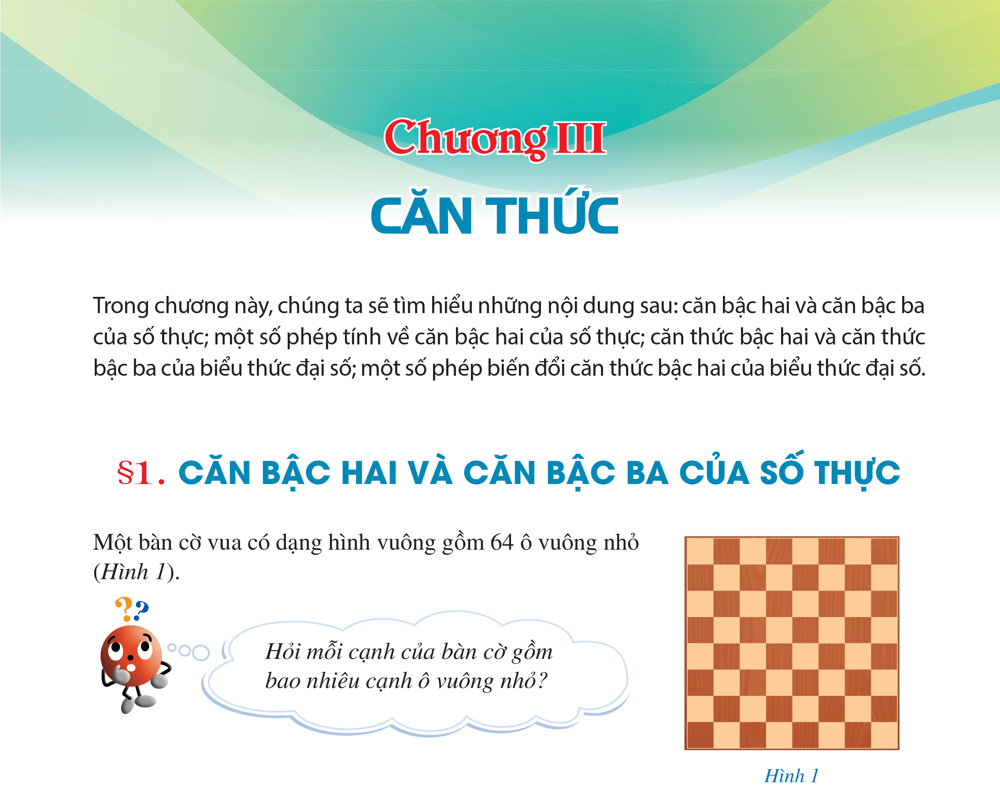 Chương III
CĂN THỨC
Trong chương này, chúng ta sẽ tìm hiểu những nội dung sau: căn bậc hai và căn bậc ba
của số thực; một số phép tính về căn bậc hai của số thực; căn thức bậc hai và căn thức
bậc ba của biểu thức đại số; một số phép biến đổi căn thức bậc hai của biểu thức đại số.
§1. CĂN BẬC HAI VÀ CĂN BẬC BA CỦA SỐ THỰC
Một bàn cờ vua có dạng hình vuông gồm 64 ô vuông nhỏ
(Hình 1).
??
Hỏi mỗi cạnh của bàn cờ gồm
bao nhiêu cạnh ô vuông nhỏ?
Hình 1